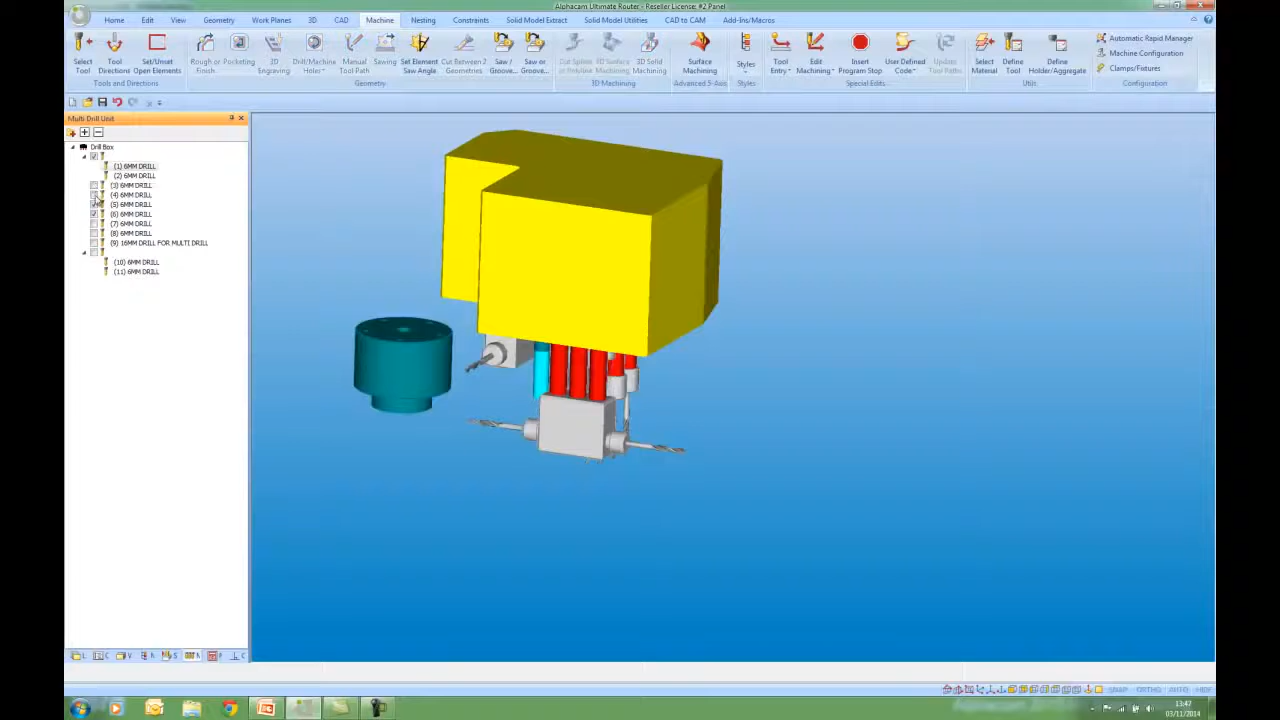 Alphacam Ultimate Router - Reseller License: #2 Panel
Home Edit View Geometry Work Planes 3D CAD Machine Nesting Constraints Solid Model Extract Solid Model Utilities CAD to CAM Add-Ins/Macros
Select Tool
Tool Directions
Set/Unset Open Elements
Rough or Finish
Pocketing
3D Engraving
Drill/Machine Holes
Manual Tool-Path
Sawing
Set Element Saw Angle
Cut Between 2 Geometries
Saw / Groove...
Saw or Groove...
Cut Spline or Polyline
3D Surface Machining
3D Solid Machining
Surface Machining
Styles
Tool Entry
Edit Machining
Insert Program Stop
User Defined Code
Update Tool Paths
Select Material
Define Tool
Define Holder/Aggregate
Automatic Rapid Manager
Machine Configuration
Clamps/Fixtures
Tools and Directions Geometry 3D Machining Advanced 5-Axis Styles Special Edits Utils Configuration
Multi Drill Unit
Drill Box
(1) 6MM DRILL
(2) 6MM DRILL
(3) 6MM DRILL
(4) 6MM DRILL
(5) 6MM DRILL
(6) 6MM DRILL
(7) 6MM DRILL
(8) 6MM DRILL
(9) 16MM DRILL FOR MULTI DRILL
(10) 6MM DRILL
(11) 6MM DRILL
SNAP ORTHO AUTO HIDE
13:47
03/11/2014